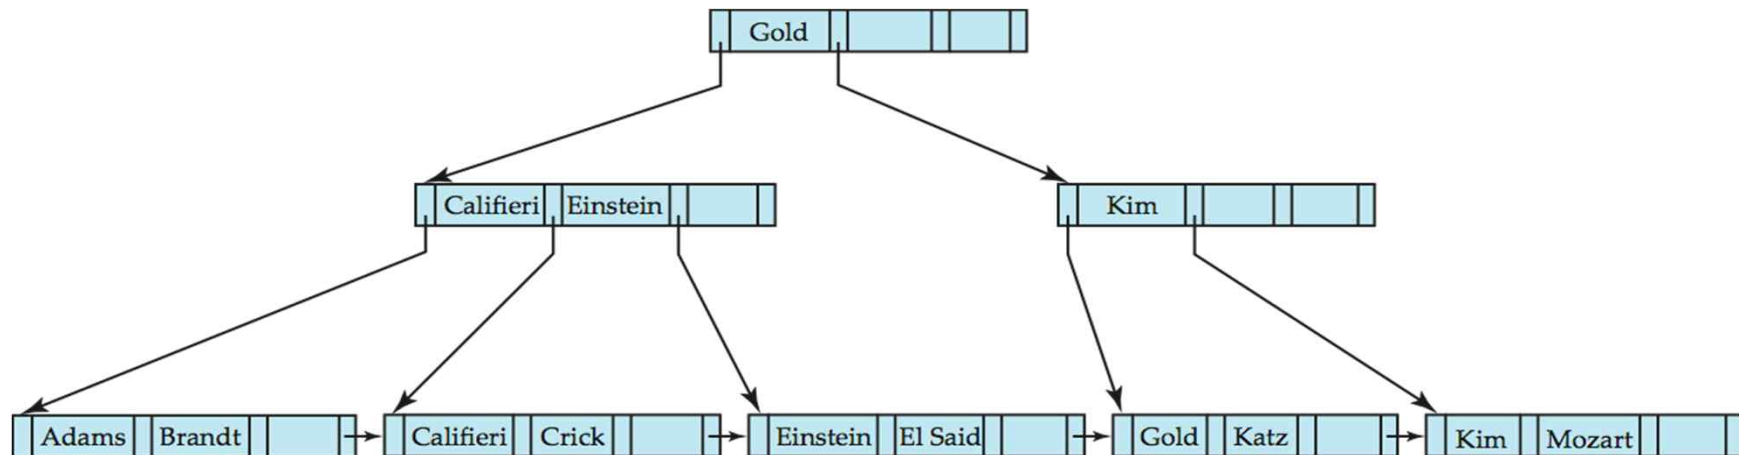 Gold
Califieri Einstein Kim
Adams Brandt Califieri Crick Einstein El Said Gold Katz Kim Mozart